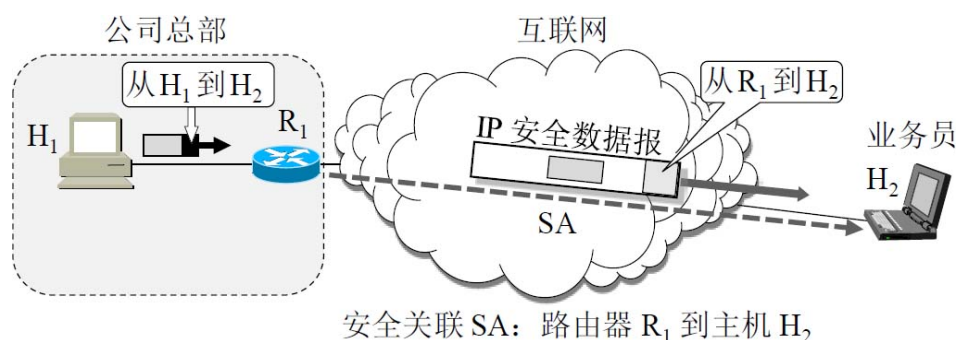 公司总部
互联网
从 H1 到 H2
从 R1 到 H2
H1
R1
IP 安全数据报
业务员
H2
SA
安全关联 SA：路由器 R1 到主机 H2